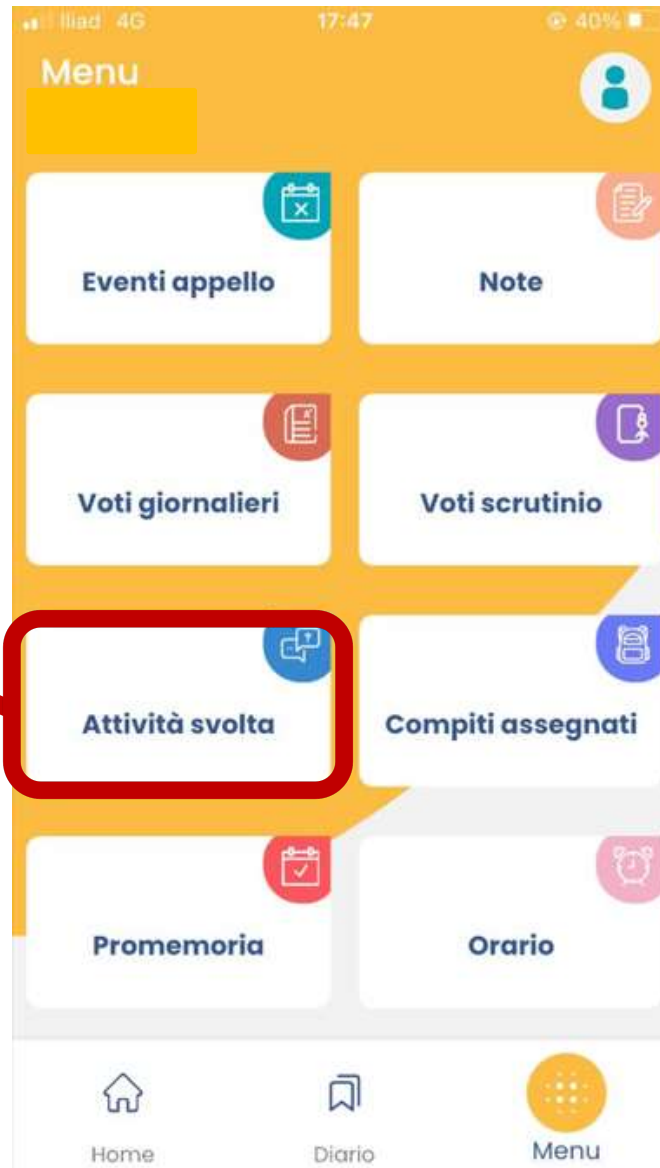 Iliad 4G 17:47 40%
Menu
Eventi appello Note
Voti giornalieri Voti scrutinio
Attività svolta Compiti assegnati
Promemoria Orario
Home Diario Menu